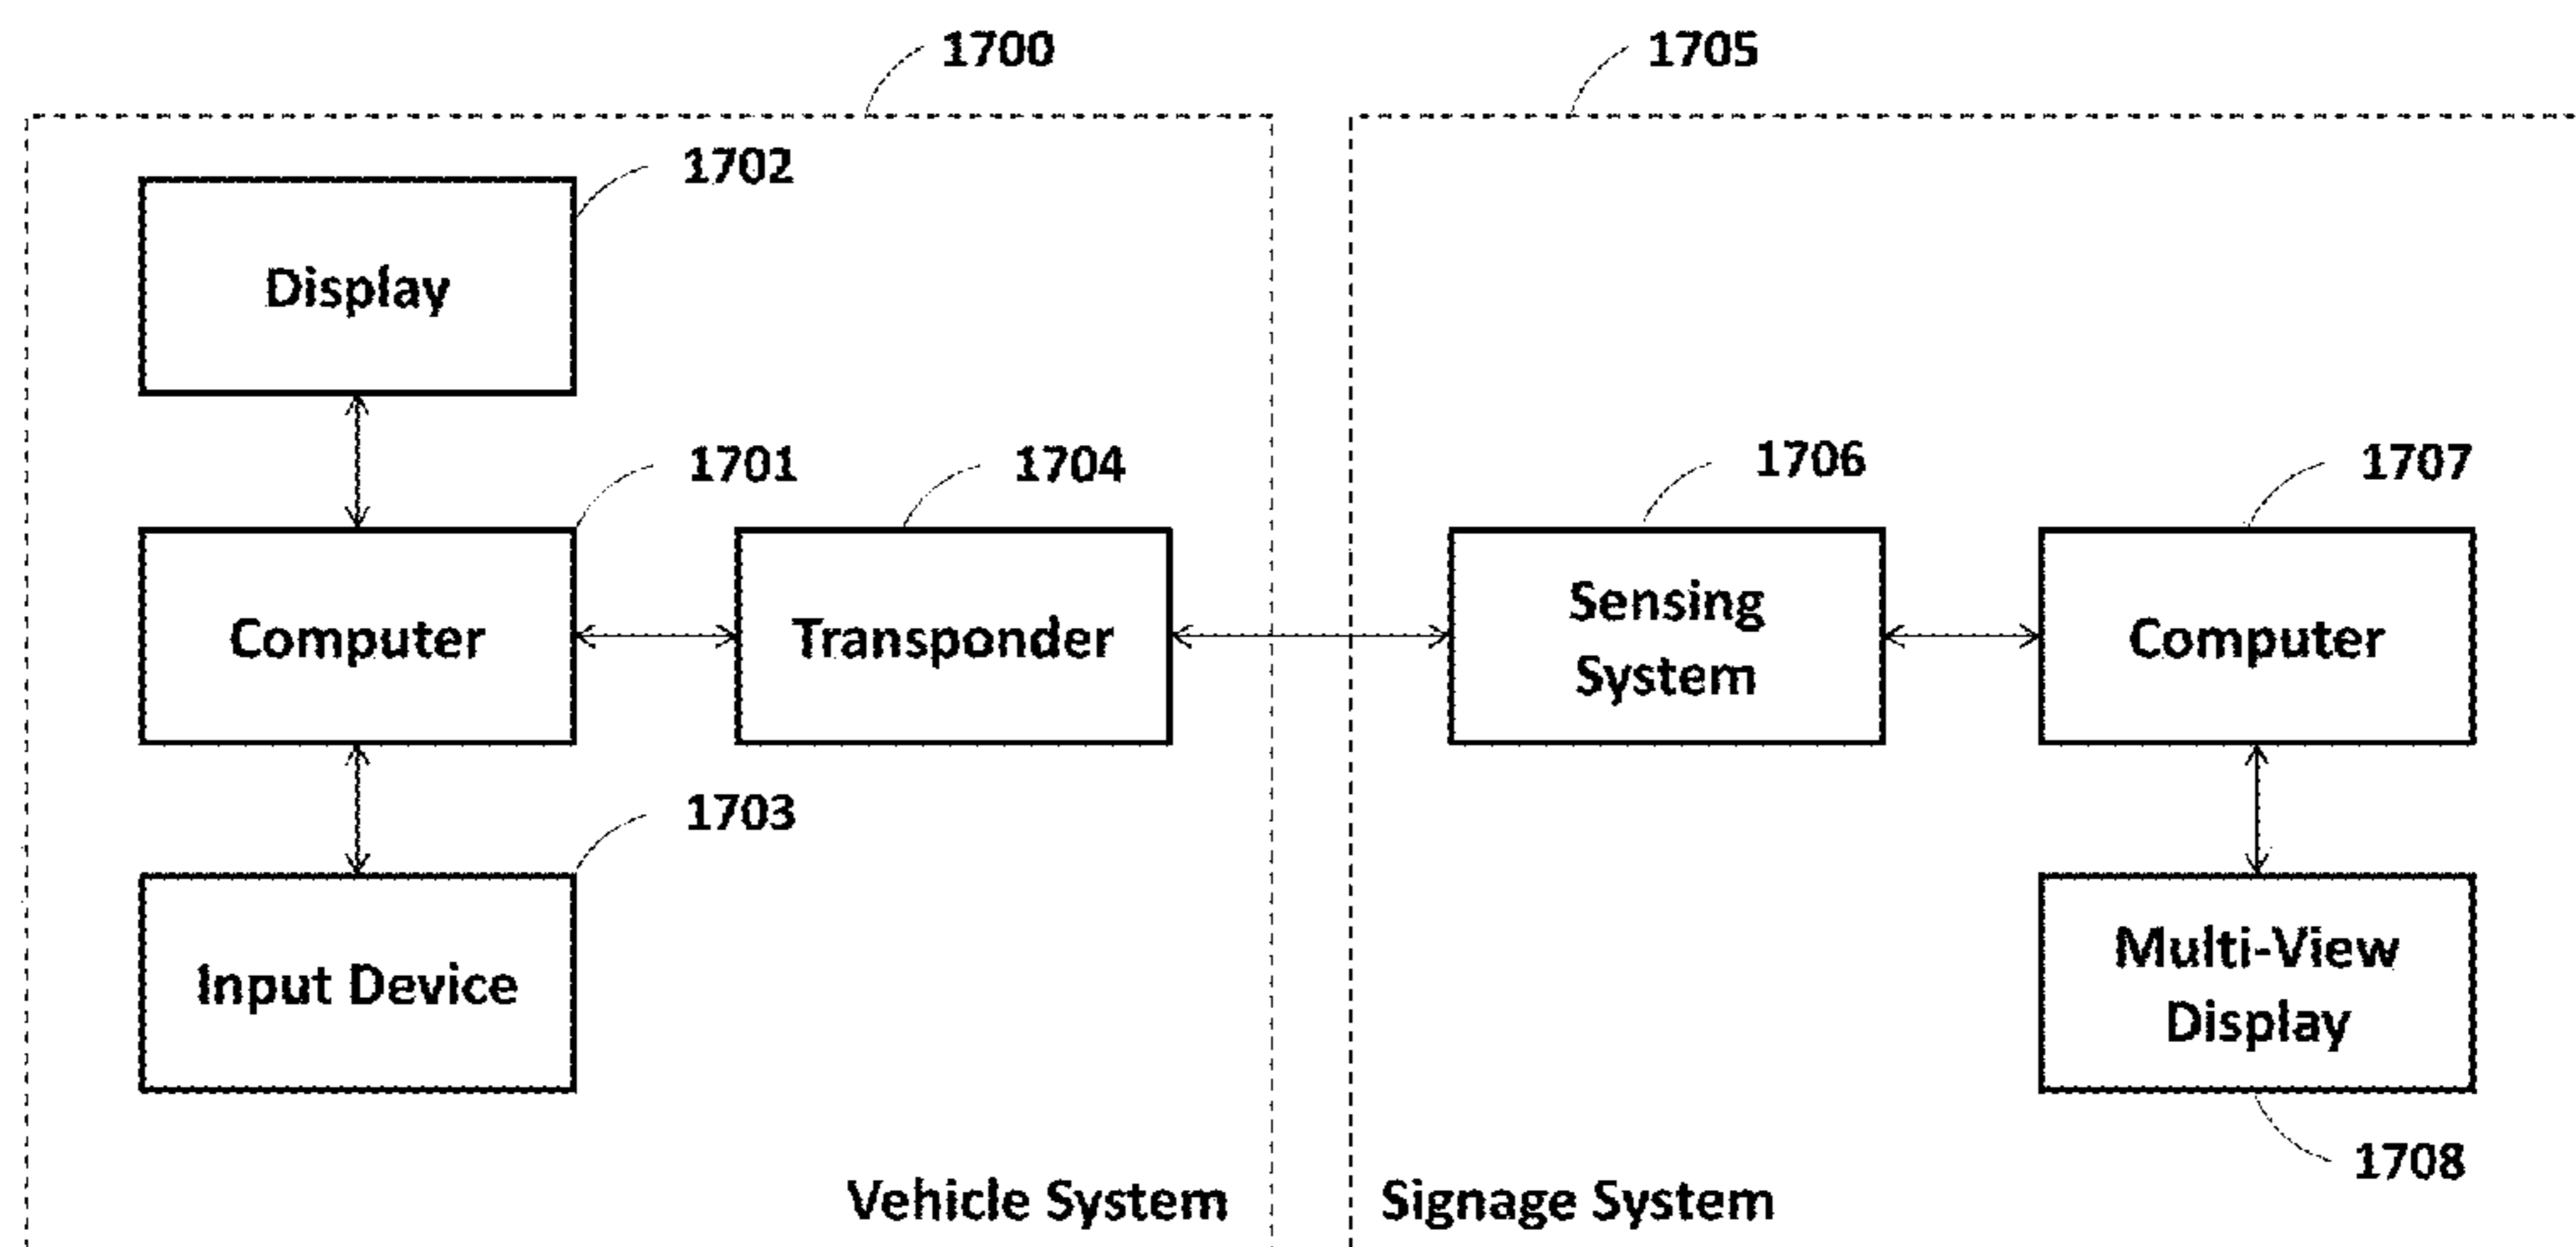 1700
1705
1702
Display
1701
1704
1706
1707
Computer
Transponder
Sensing
System
Computer
1703
Input Device
Multi-View
Display
1708
Vehicle System
Signage System